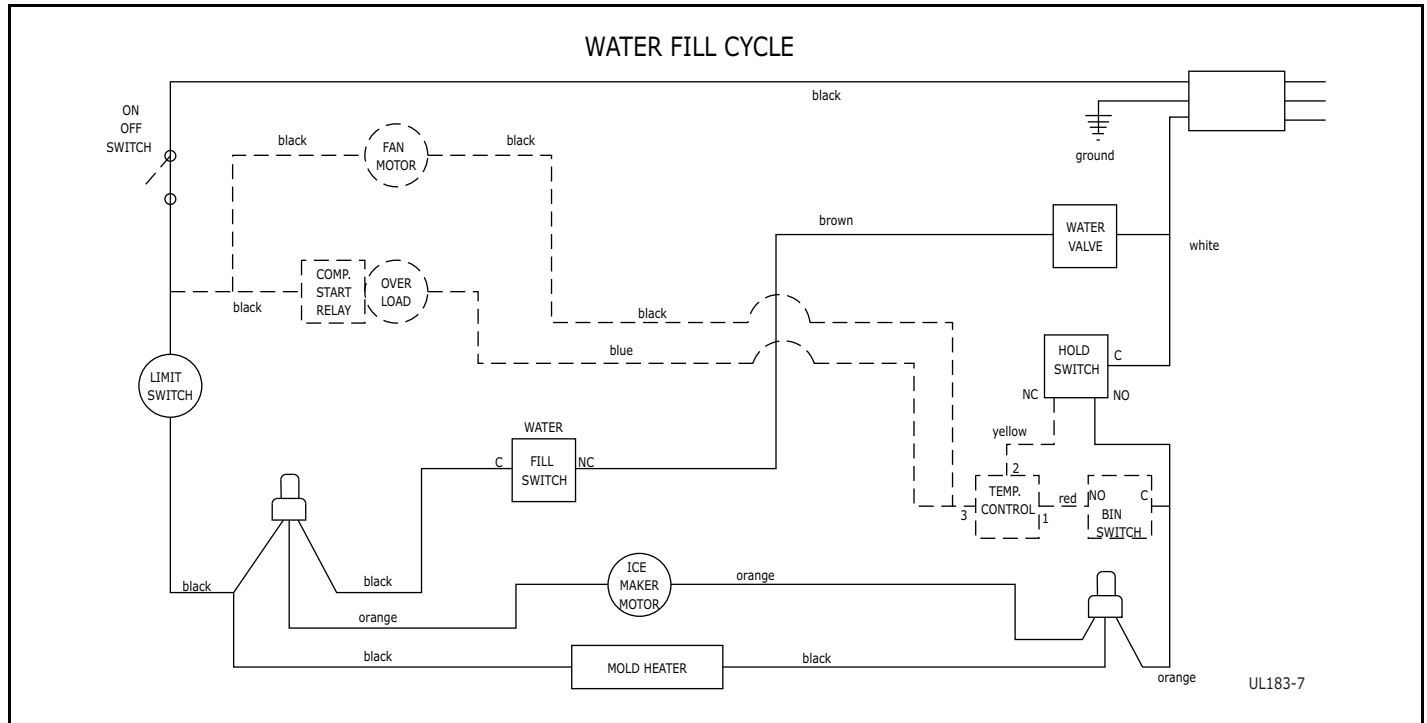 WATER FILL CYCLE
black
ON
OFF
SWITCH
black
FAN
MOTOR
black
ground
brown
WATER
VALVE
white
COMP.
START
RELAY
OVER
LOAD
black
black
blue
HOLD
SWITCH
C
NC
NO
LIMIT
SWITCH
WATER
C
FILL
SWITCH
NC
yellow
2
TEMP.
CONTROL
3
1
red
NO
C
BIN
SWITCH
black
black
orange
ICE
MAKER
MOTOR
orange
black
MOLD HEATER
black
orange
UL183-7